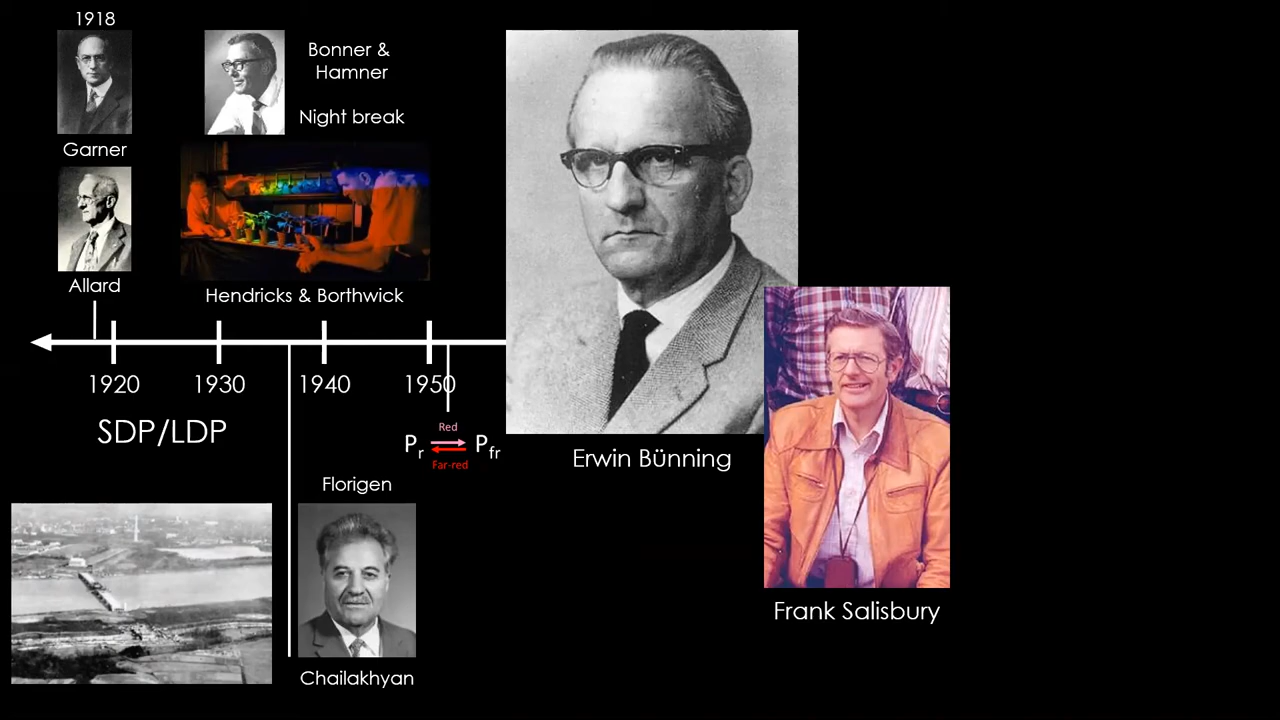 1918
Garner
Allard
Bonner &
Hamner
Night break
Hendricks & Borthwick
1920
1930
1940
1950
SDP/LDP
Red
Pr
Pfr
Far-red
Florigen
Chailakhyan
Erwin Bünning
Frank Salisbury